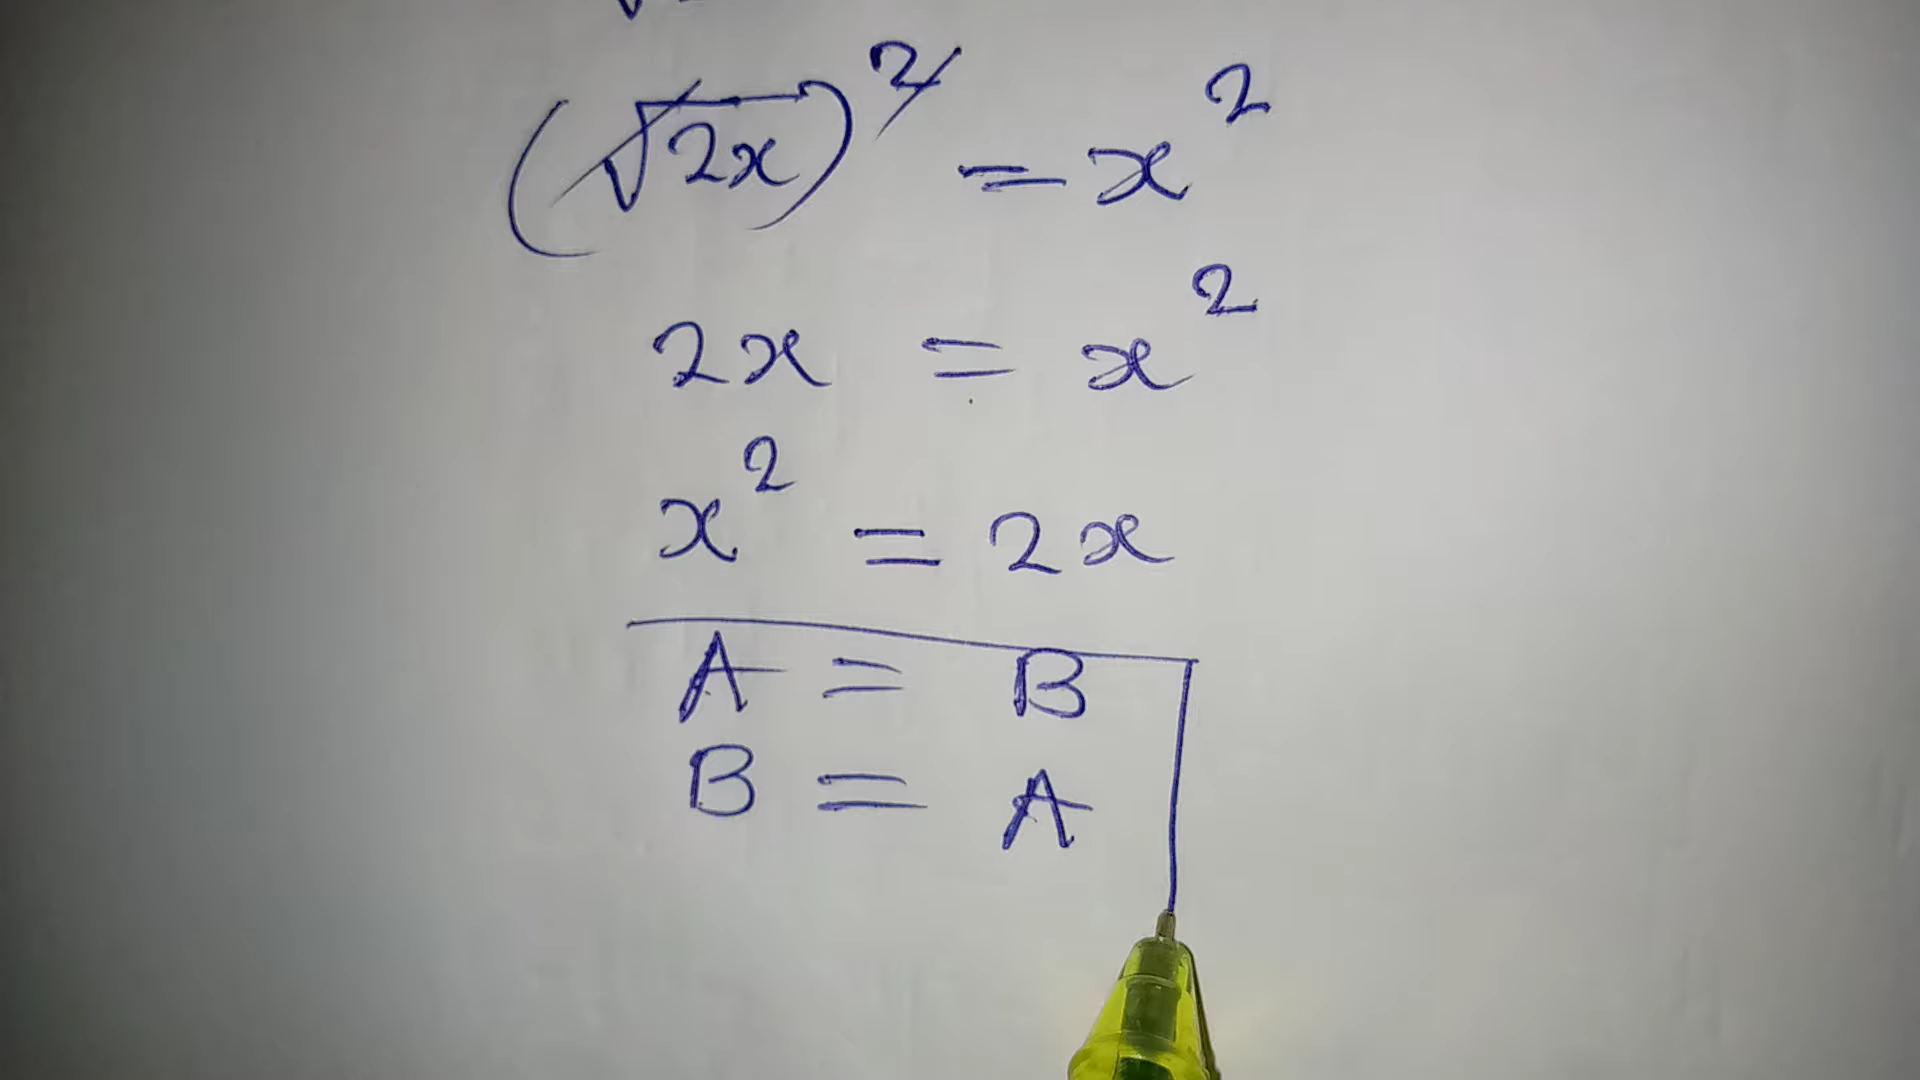 (√2x)² = x²
2x = x²
x² = 2x
A = B
B = A